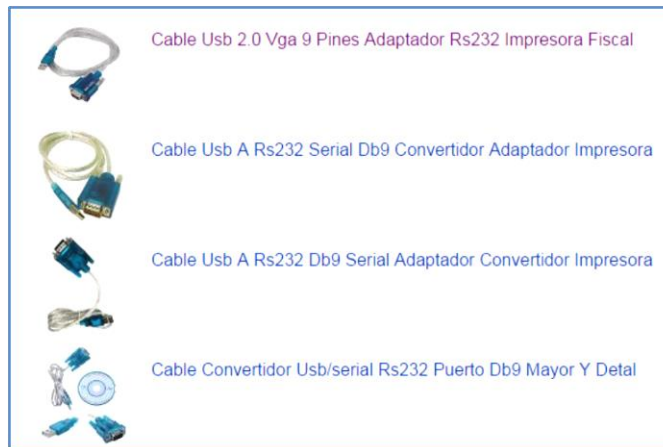 Cable Usb 2.0 Vga 9 Pines Adaptador Rs232 Impresora Fiscal
Cable Usb A Rs232 Serial Db9 Convertidor Adaptador Impresora
Cable Usb A Rs232 Db9 Serial Adaptador Convertidor Impresora
Cable Convertidor Usb/serial Rs232 Puerto Db9 Mayor Y Detal